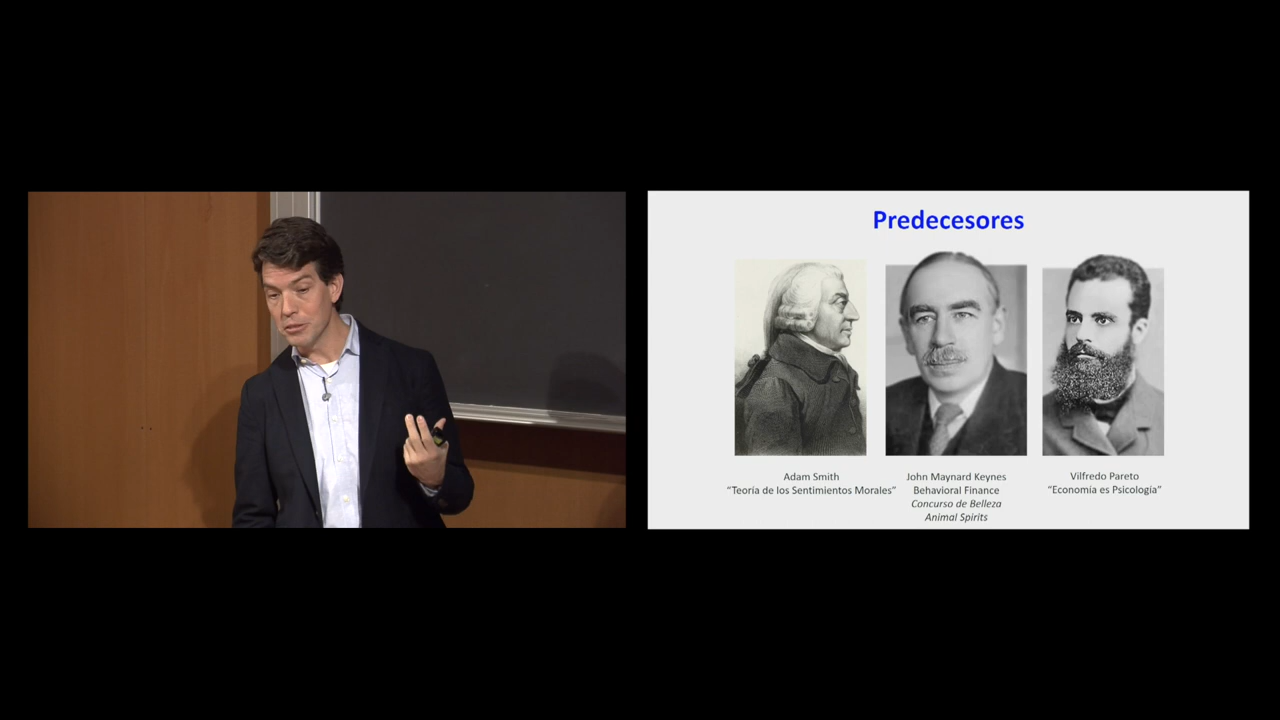 Predecesores
Adam Smith
“Teoría de los Sentimientos Morales”
John Maynard Keynes
Behavioral Finance
Concurso de Belleza
Animal Spirits
Vilfredo Pareto
“Economía es Psicología”